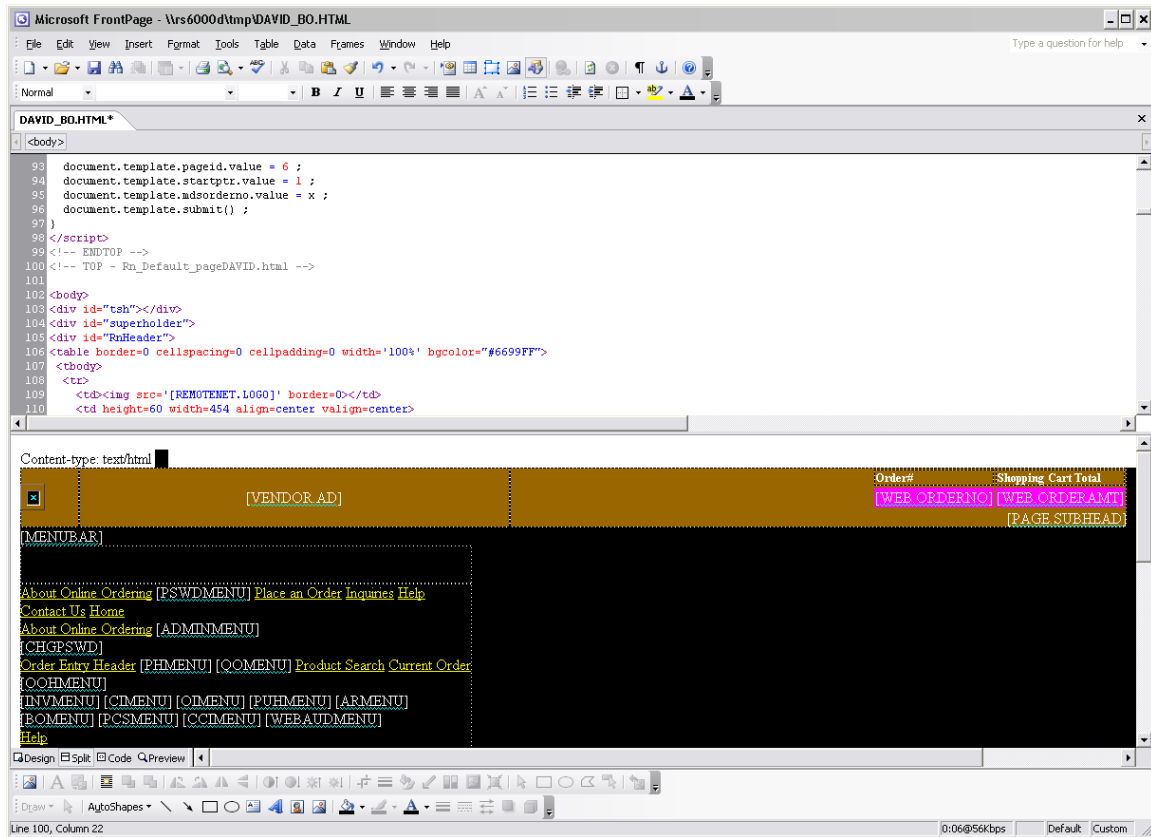 Microsoft FrontPage - \\rs6000d\tmp\DAVID_BO.HTML
File Edit View Insert Format Tools Table Data Frames Window Help Type a question for help
Normal B I U
DAVID_BO.HTML*
<body>
93 document.template.pageid.value = 6 ;
94 document.template.startptr.value = 1 ;
95 document.template.mdsorderno.value = x ;
96 document.template.submit() ;
97 }
98 </script>
99 <!-- ENDTOP -->
100 <!-- TOP - Rn_Default_pageDAVID.html -->
101
102 <body>
103 <div id="tsh"></div>
104 <div id="superholder">
105 <div id="RnHeader">
106 <table border=0 cellspacing=0 cellpadding=0 width='100%' bgcolor="#6699FF">
107 <tbody>
108 <tr>
109 <td><img src='[REMOTENET.LOGO]' border=0></td>
110 <td height=60 width=454 align=center valign=center>
Content-type: text/html
Order# Shopping Cart Total
[VENDOR.AD] [WEB.ORDERNO] [WEB.ORDERAMT]
[PAGE.SUBHEAD]
[MENUBAR]
About Online Ordering [PSWDMENU] Place an Order Inquries Help
Contact Us Home
About Online Ordering [ADMINMENU]
[CHGPSWD]
Order Entry Header [PHMENU] [QOMENU] Product Search Current Order
[OOHMENU]
[INVMENU] [CIMENU] [OIMENU] [PUHMENU] [ARMENU]
[BOMENU] [PCSMENU] [CCIMENU] [WEBAUDMENU]
Help
Design Split Code Preview
Draw AutoShapes
Line 100, Column 22 0:06@56Kbps Default Custom